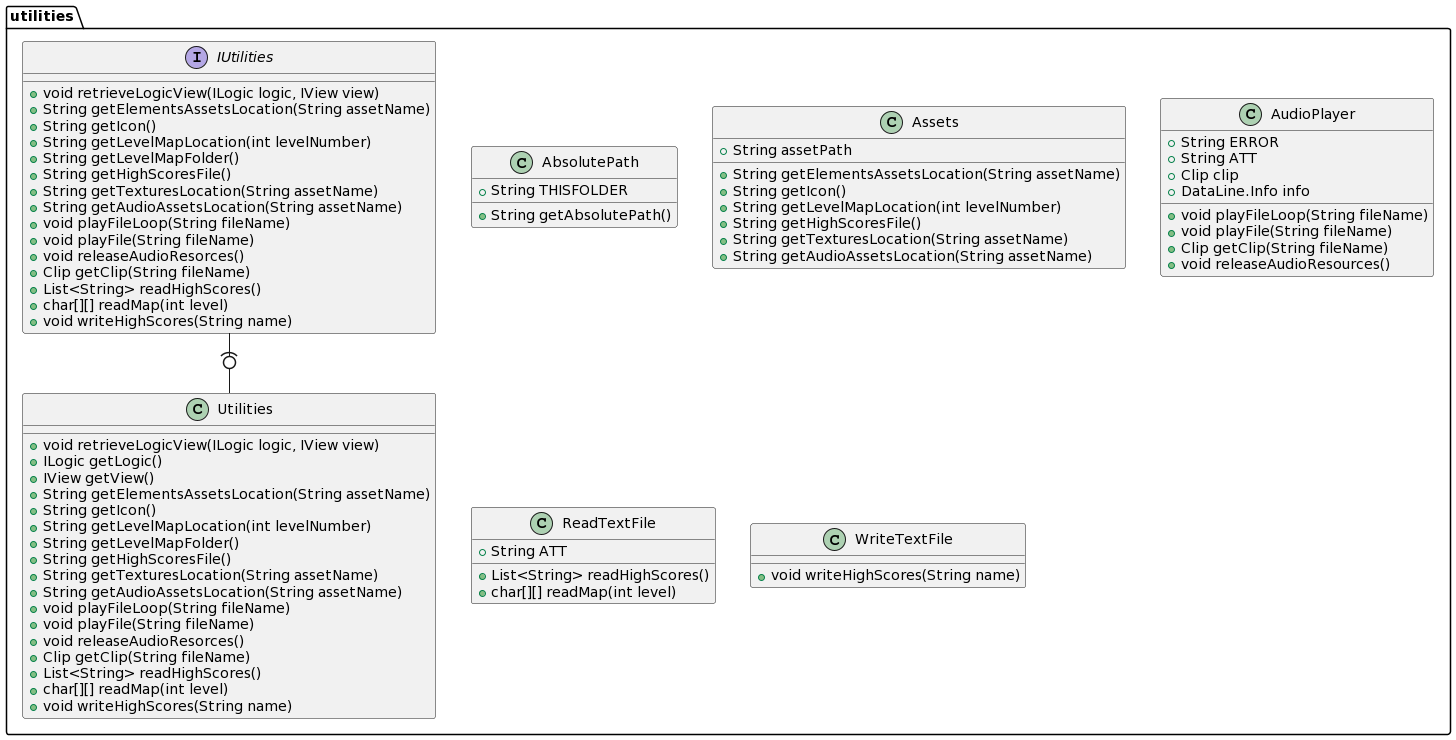 utilities
I IUtilities
void retrieveLogicView(ILogic logic, IView view)
String getElementsAssetsLocation(String assetName)
String getIcon()
String getLevelMapLocation(int levelNumber)
String getLevelMapFolder()
String getHighScoresFile()
String getTexturesLocation(String assetName)
String getAudioAssetsLocation(String assetName)
void playFileLoop(String fileName)
void playFile(String fileName)
void releaseAudioResorces()
Clip getClip(String fileName)
List<String> readHighScores()
char[][] readMap(int level)
void writeHighScores(String name)
C AbsolutePath
String THISFOLDER
String getAbsolutePath()
C Assets
String assetPath
String getElementsAssetsLocation(String assetName)
String getIcon()
String getLevelMapLocation(int levelNumber)
String getHighScoresFile()
String getTexturesLocation(String assetName)
String getAudioAssetsLocation(String assetName)
C AudioPlayer
String ERROR
String ATT
Clip clip
DataLine.Info info
void playFileLoop(String fileName)
void playFile(String fileName)
Clip getClip(String fileName)
void releaseAudioResources()
C Utilities
void retrieveLogicView(ILogic logic, IView view)
ILogic getLogic()
IView getView()
String getElementsAssetsLocation(String assetName)
String getIcon()
String getLevelMapLocation(int levelNumber)
String getLevelMapFolder()
String getHighScoresFile()
String getTexturesLocation(String assetName)
String getAudioAssetsLocation(String assetName)
void playFileLoop(String fileName)
void playFile(String fileName)
void releaseAudioResorces()
Clip getClip(String fileName)
List<String> readHighScores()
char[][] readMap(int level)
void writeHighScores(String name)
C ReadTextFile
String ATT
List<String> readHighScores()
char[][] readMap(int level)
C WriteTextFile
void writeHighScores(String name)